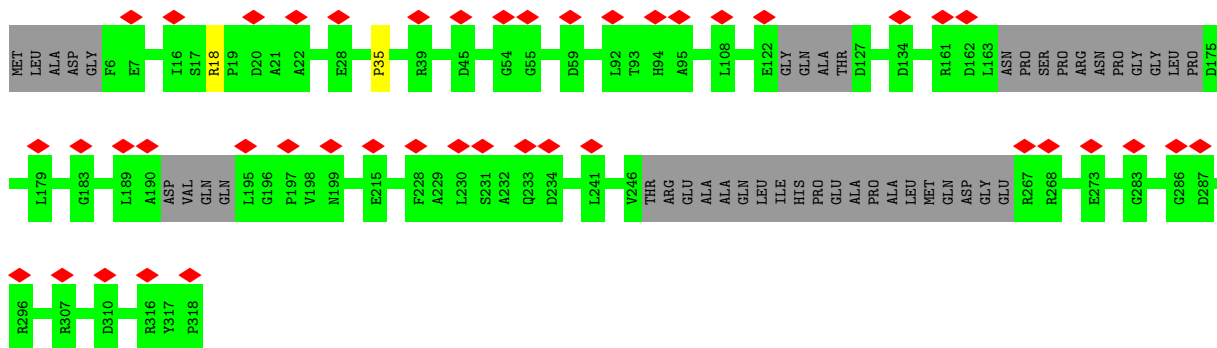 MET LEU ALA ASP GLY F6 E7 I16 S17 R18 P19 D20 A21 A22 E28 P35 R39 D45 G54 G55 D59 L92 T93 H94 A95 L108 E122 GLY GLN ALA THR D127 D134 R161 D162 L163 ASN PRO SER PRO ARG ASN PRO GLY GLY LEU PRO D175
L179 G183 L189 A190 ASP VAL GLN GLN L195 G196 P197 V198 N199 E215 F228 A229 L230 S231 A232 Q233 D234 L241 V246 THR ARG GLU ALA ALA GLN LEU ILE HIS PRO GLU ALA PRO ALA LEU MET GLN ASP GLY GLU R267 R268 E273 G283 G286 D287
R296 R307 D310 R316 Y317 P318